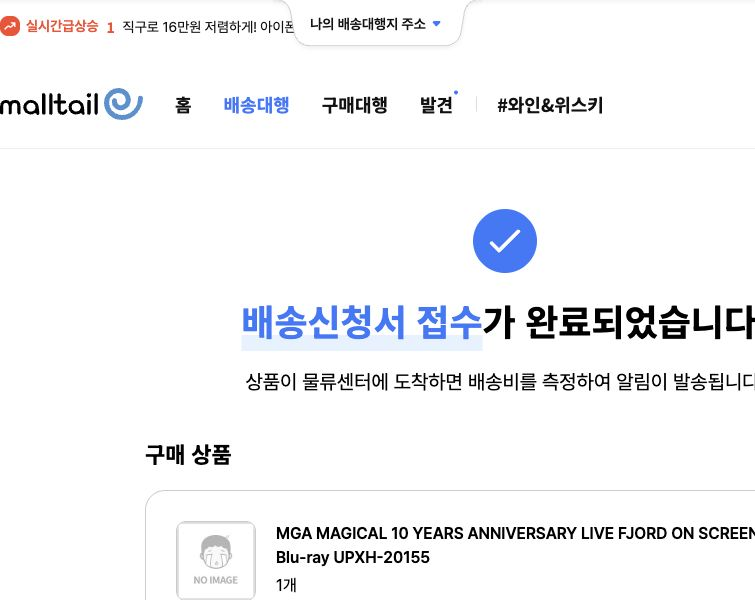 실시간급상승 1 직구로 16만원 저렴하게! 아이폰
나의 배송대행지 주소
malltail 홈 배송대행 구매대행 발견 #와인&위스키
배송신청서 접수가 완료되었습니다
상품이 물류센터에 도착하면 배송비를 측정하여 알림이 발송됩니다
구매 상품
MGA MAGICAL 10 YEARS ANNIVERSARY LIVE FJORD ON SCREEN
Blu-ray UPXH-20155
NO IMAGE
1개